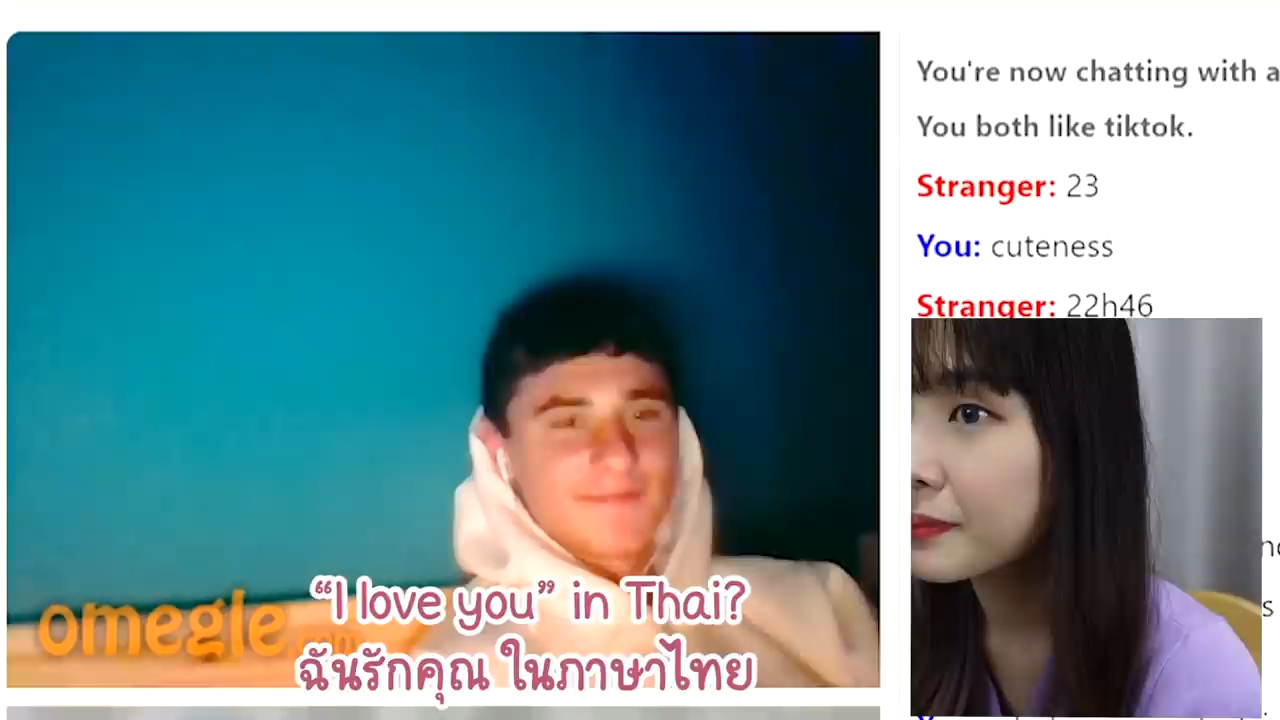 You're now chatting with a
You both like tiktok.
Stranger: 23
You: cuteness
Stranger: 22h46
omegle.com
“I love you” in Thai?
ฉันรักคุณ ในภาษาไทย